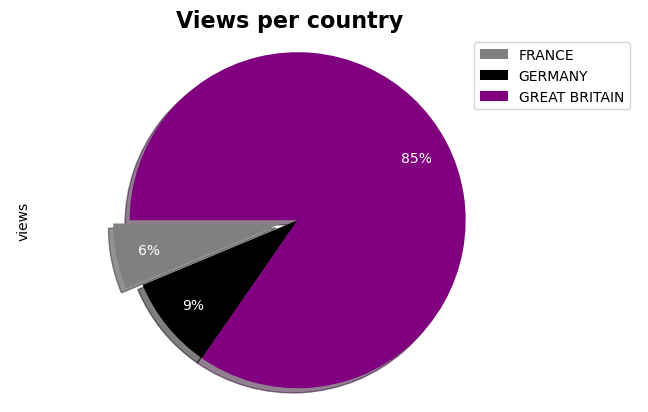 Views per country
FRANCE
GERMANY
GREAT BRITAIN
85%
views
6%
9%